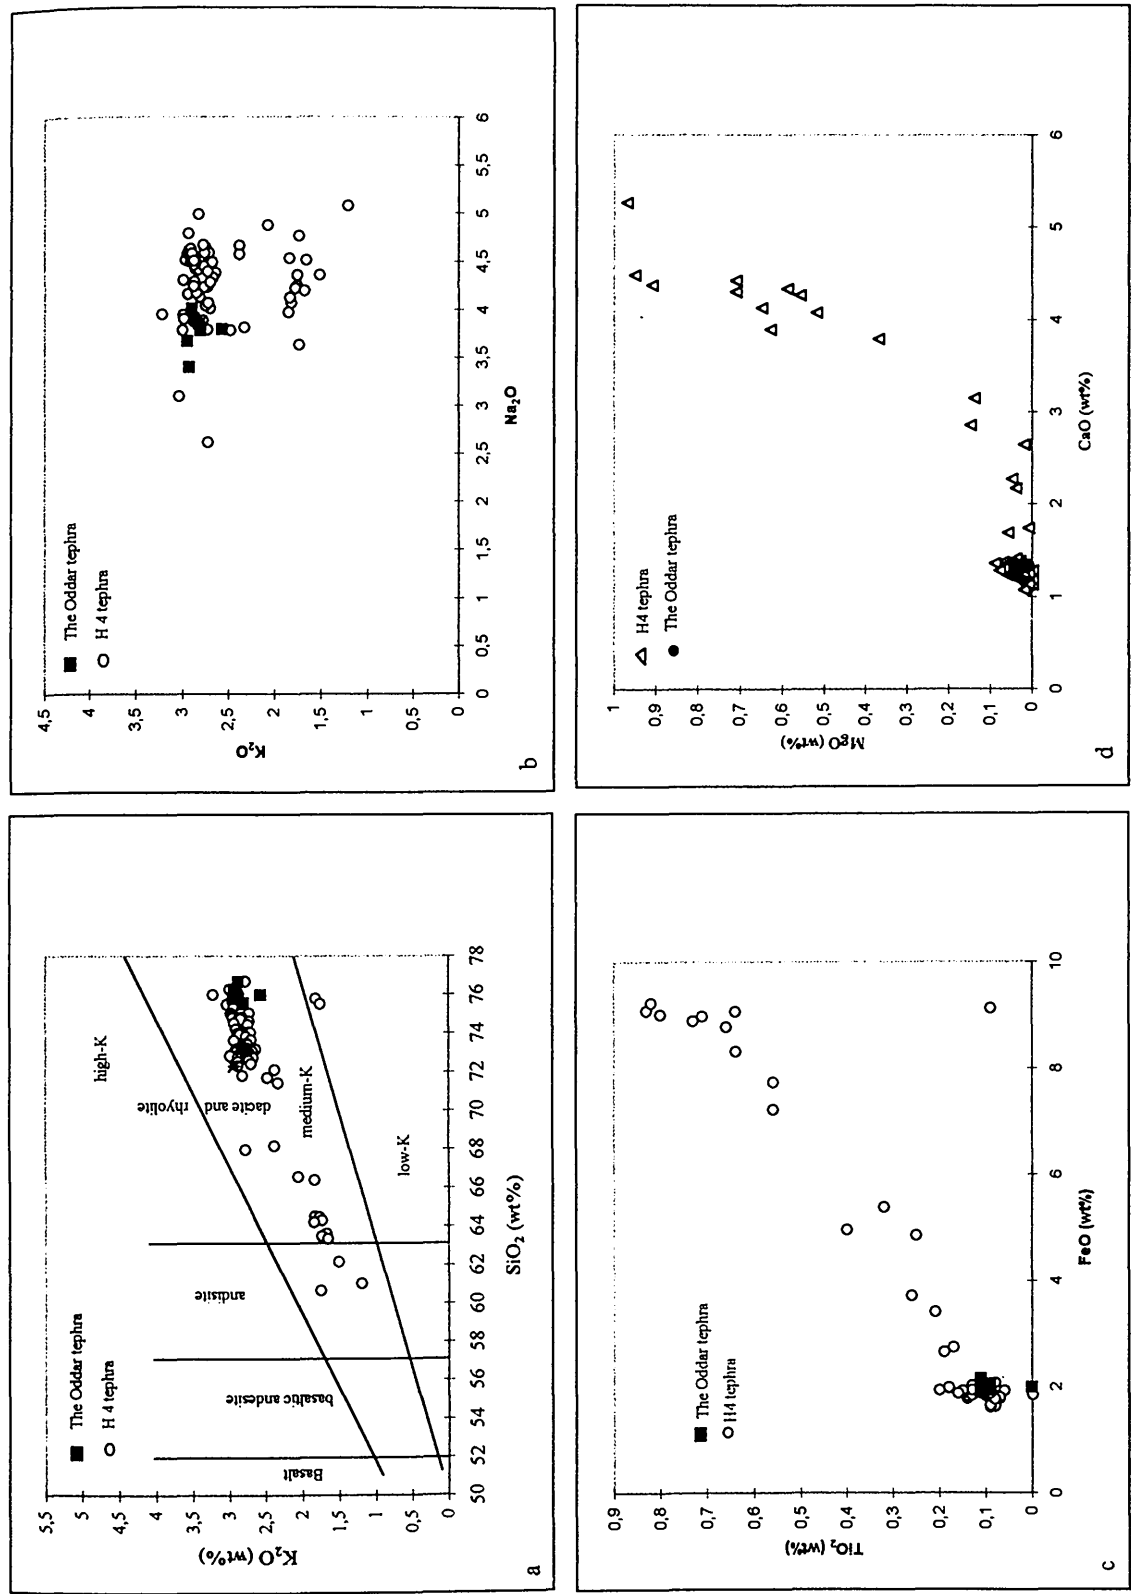 a
The Oddar tephra
H 4 tephra
high-K
medium-K
low-K
Basalt
basaltic andesite
andisite
dacite and
rhyolite
K₂O (wt%)
5,5
5
4,5
3,5
3
2,5
1,5
1
0,5
0
50 52 54 56 58 60 62 64 66 68 70 72 74 76 78
SiO₂ (wt%)
b
The Oddar tephra
H 4 tephra
K₂O
4,5
4
3,5
3
2,5
2
1,5
1
0,5
0
0 0,5 1 1,5 2 2,5 3 3,5 4 4,5 5 5,5 6
Na₂O
c
The Oddar tephra
H4 tephra
TiO₂ (wt%)
0,9
0,8
0,7
0,6
0,5
0,4
0,3
0,2
0,1
0
0 2 4 6 8 10
FeO (wt%)
d
H4 tephra
The Oddar tephra
MgO (wt%)
1
0,9
0,8
0,7
0,6
0,5
0,4
0,3
0,2
0,1
0
0 1 2 3 4 5 6
CaO (wt%)